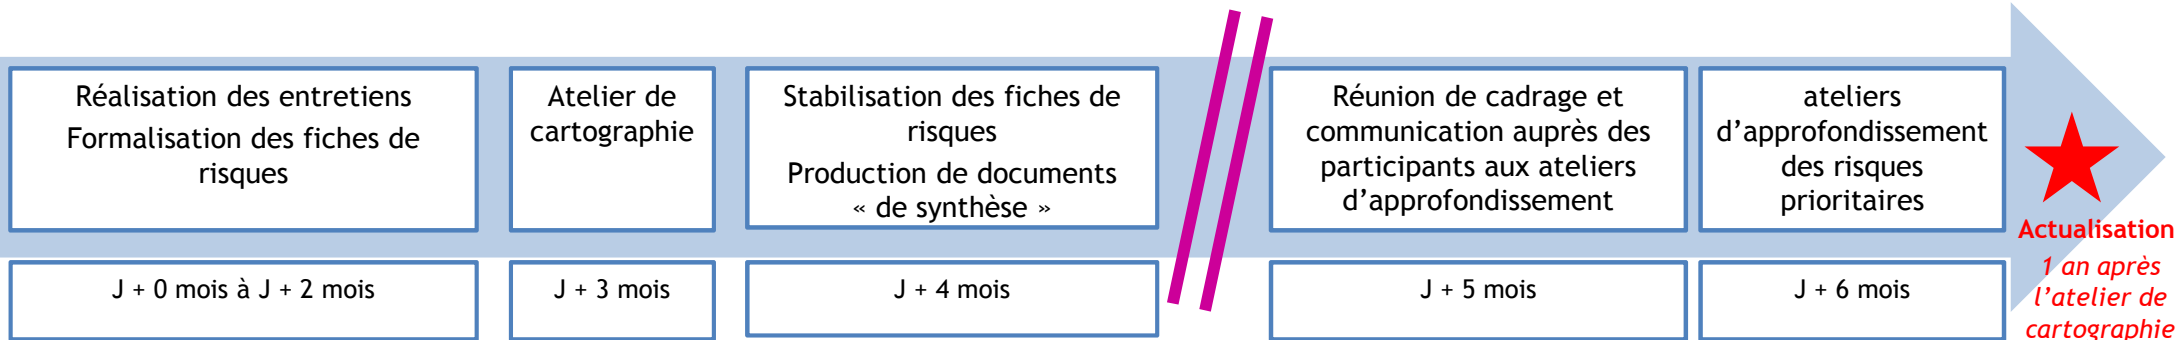 Réalisation des entretiens
Formalisation des fiches de
risques
Atelier de
cartographie
Stabilisation des fiches de
risques
Production de documents
« de synthèse »
Réunion de cadrage et
communication auprès des
participants aux ateliers
d’approfondissement
ateliers
d’approfondissement
des risques
prioritaires
J + 0 mois à J + 2 mois
J + 3 mois
J + 4 mois
J + 5 mois
J + 6 mois
Actualisation
1 an après
l’atelier de
cartographie